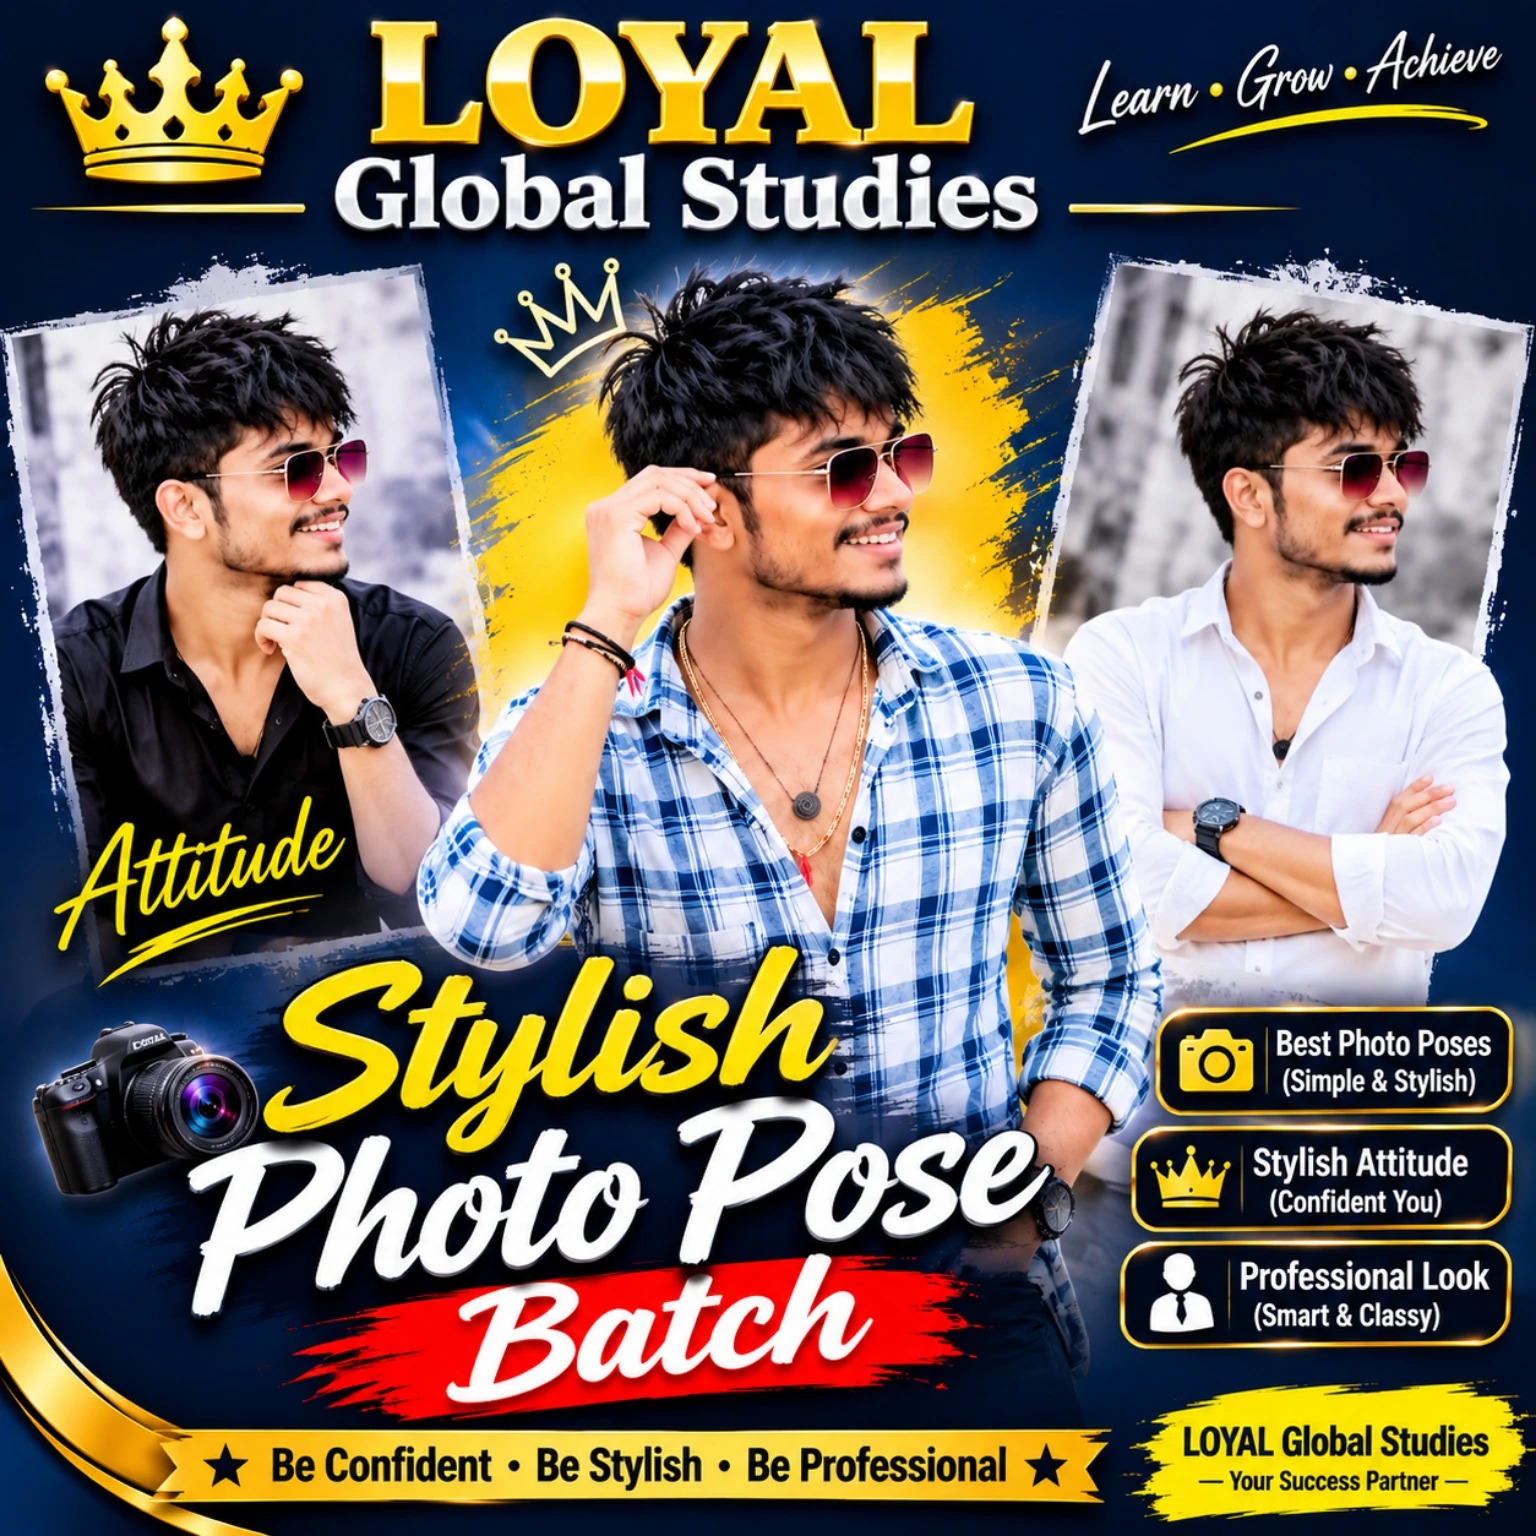 LOYAL
Global Studies
Learn • Grow • Achieve
Attitude
Stylish
Photo Pose
Batch
Best Photo Poses
(Simple & Stylish)
Stylish Attitude
(Confident You)
Professional Look
(Smart & Classy)
★ Be Confident • Be Stylish • Be Professional ★
LOYAL Global Studies
— Your Success Partner —